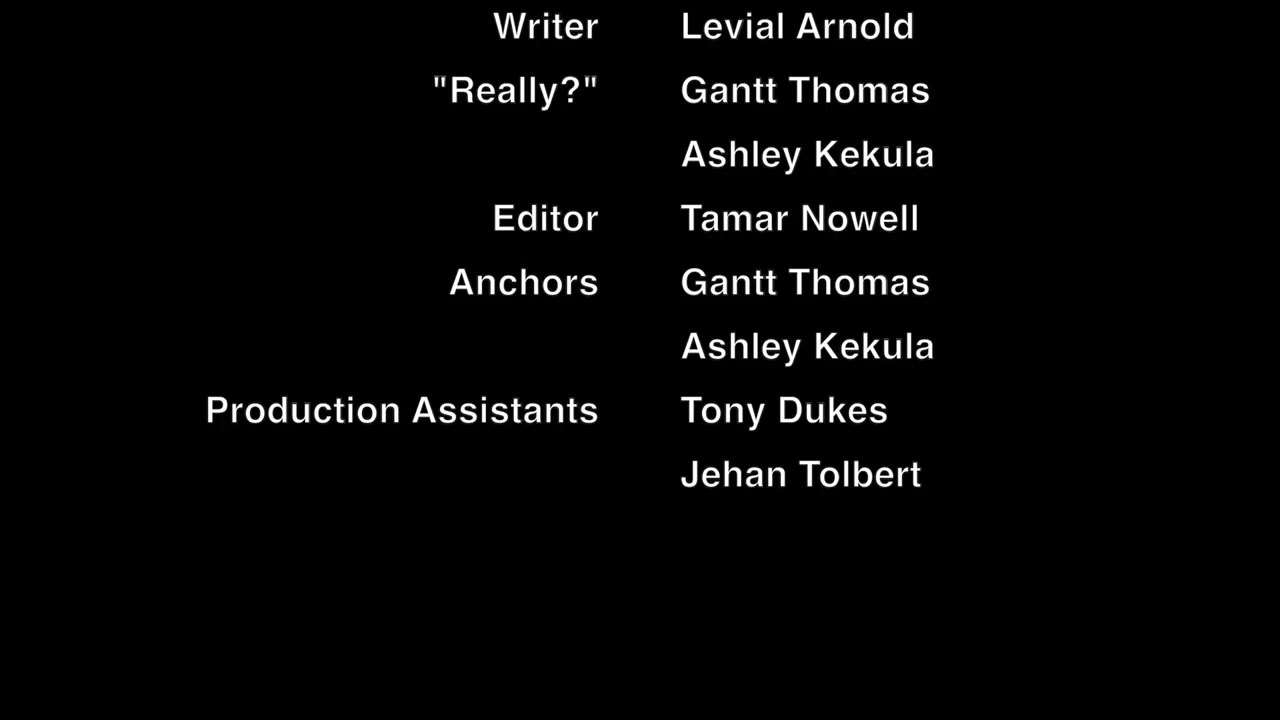 Writer Levial Arnold
"Really?" Gantt Thomas
Ashley Kekula
Editor Tamar Nowell
Anchors Gantt Thomas
Ashley Kekula
Production Assistants Tony Dukes
Jehan Tolbert